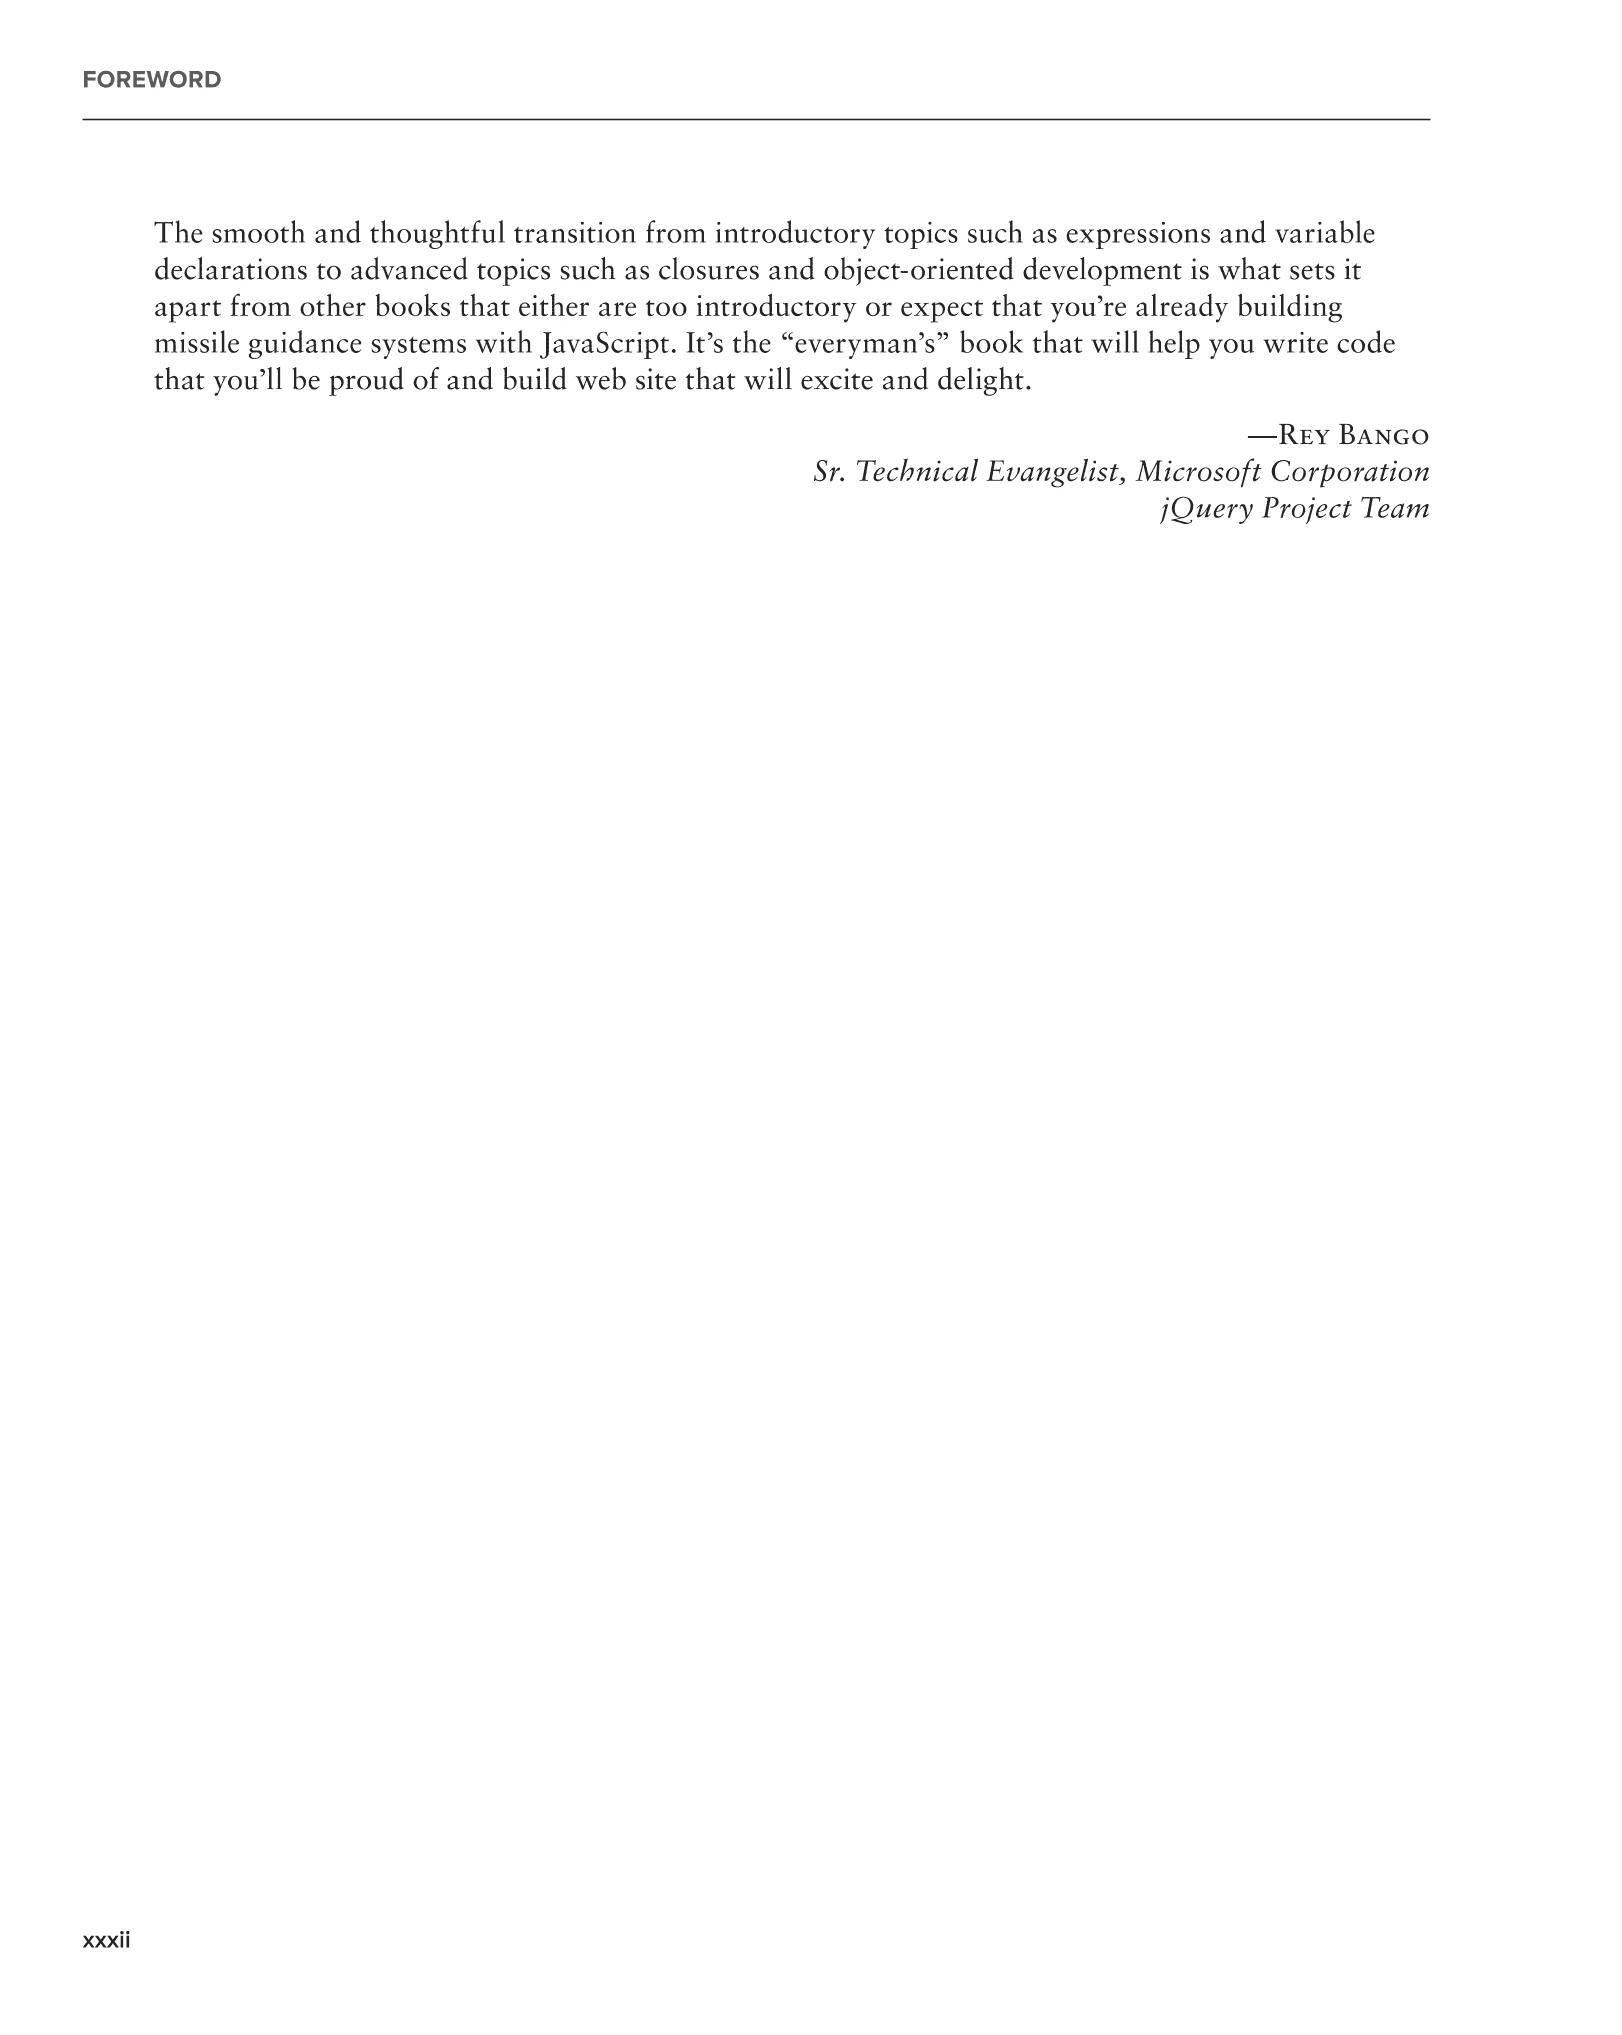 FOREWORD
The smooth and thoughtful transition from introductory topics such as expressions and variable
declarations to advanced topics such as closures and object-oriented development is what sets it
apart from other books that either are too introductory or expect that you’re already building
missile guidance systems with JavaScript. It’s the “everyman’s” book that will help you write code
that you’ll be proud of and build web site that will excite and delight.
—Rey Bango
Sr. Technical Evangelist, Microsoft Corporation
jQuery Project Team
xxxii